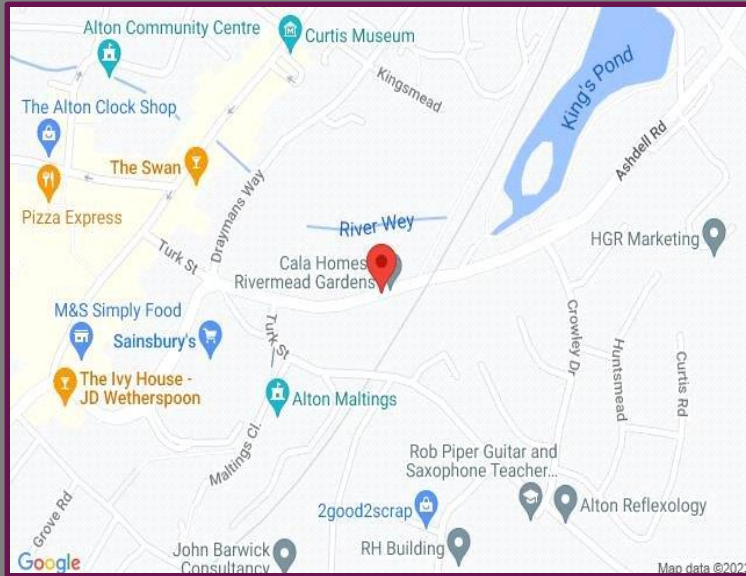 Alton Community Centre
Curtis Museum
Kingsmead
King's Pond
The Alton Clock Shop
Ashdell Rd
The Swan
Draymans Way
Pizza Express
River Wey
Turk St
HGR Marketing
Cala Homes
Rivermead Gardens
M&S Simply Food
Sainsbury's
Turk St
Crowley Dr
Huntsmead
Curtis Rd
The Ivy House -
JD Wetherspoon
Alton Maltings
Maltings Cl.
Rob Piper Guitar and
Saxophone Teacher...
Grove Rd
2good2scrap
Alton Reflexology
John Barwick
Consultancy
RH Building
Google
Map data ©202